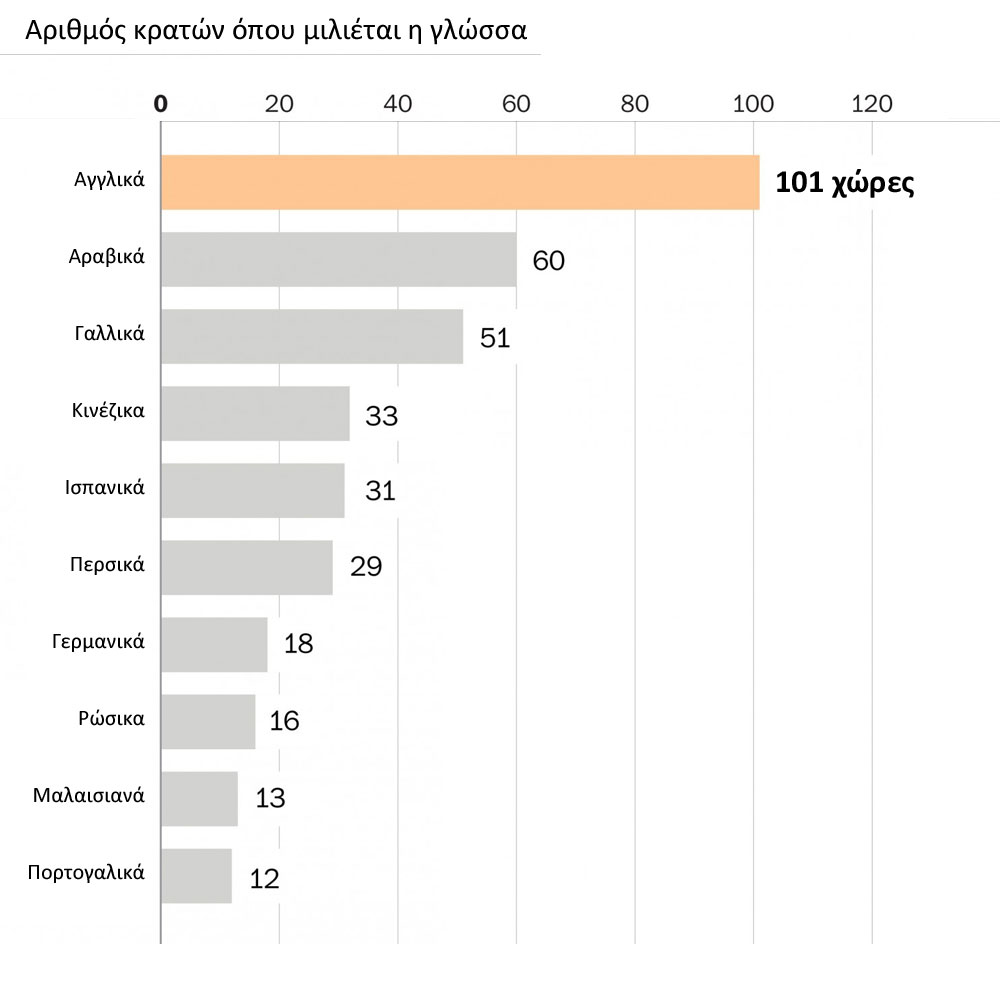 Αριθμός κρατών όπου μιλιέται η γλώσσα
0 20 40 60 80 100 120
Αγγλικά 101 χώρες
Αραβικά 60
Γαλλικά 51
Κινέζικα 33
Ισπανικά 31
Περσικά 29
Γερμανικά 18
Ρώσικα 16
Μαλαισιανά 13
Πορτογαλικά 12